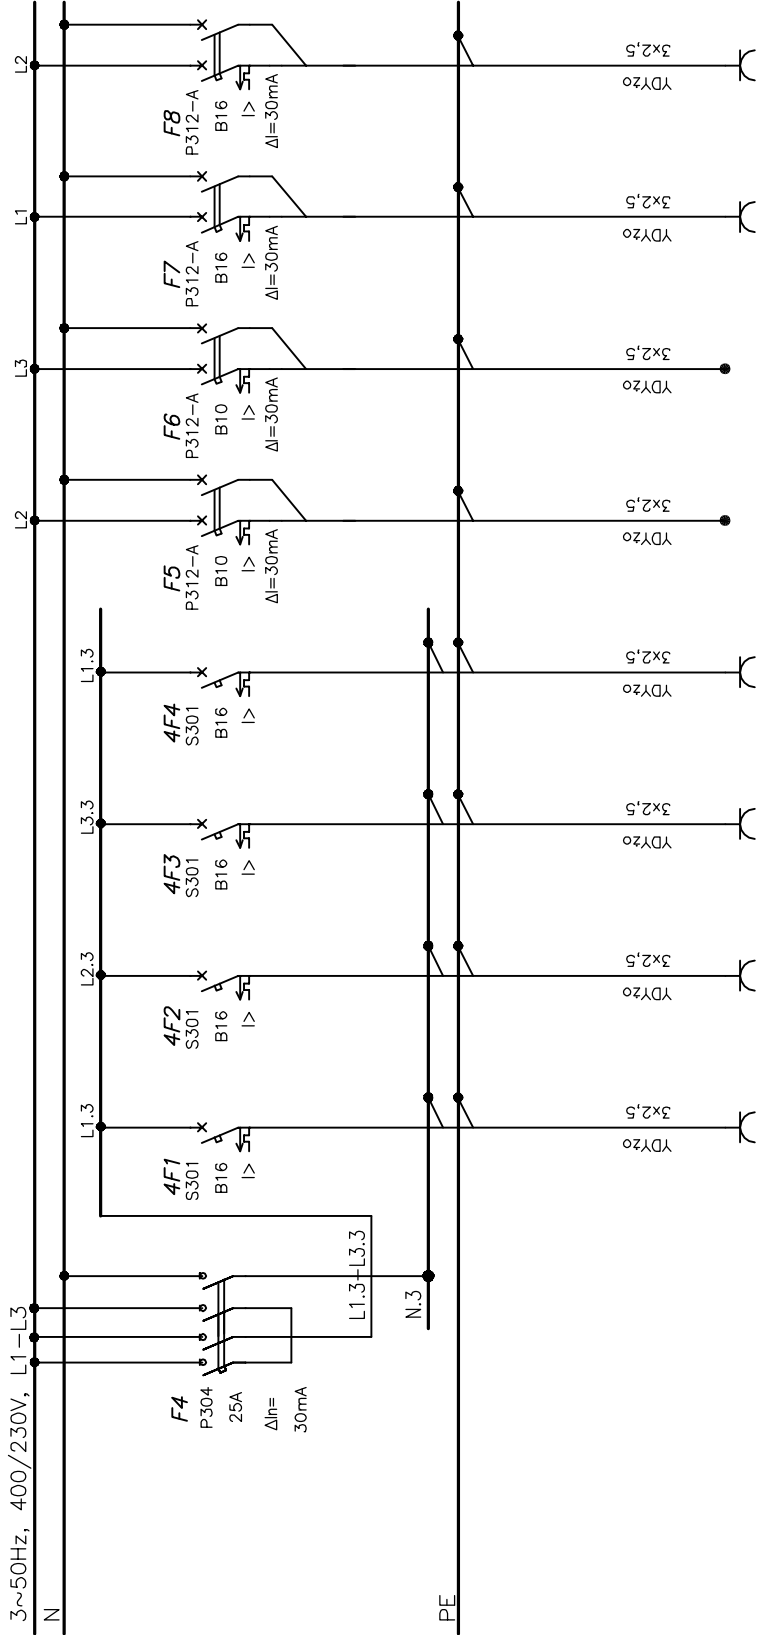 3~50Hz, 400/230V, L1-L3
N
PE
F4
P304
25A
ΔIn=
30mA
L1.3-L3.3
N.3
L1.3
4F1
S301
B16
I>
YDYżo
3x2,5
L2.3
4F2
S301
B16
I>
YDYżo
3x2,5
L3.3
4F3
S301
B16
I>
YDYżo
3x2,5
L1.3
4F4
S301
B16
I>
YDYżo
3x2,5
L2
F5
P312-A
B10
I>
ΔI=30mA
YDYżo
3x2,5
L3
F6
P312-A
B10
I>
ΔI=30mA
YDYżo
3x2,5
L1
F7
P312-A
B16
I>
ΔI=30mA
YDYżo
3x2,5
L2
F8
P312-A
B16
I>
ΔI=30mA
YDYżo
3x2,5